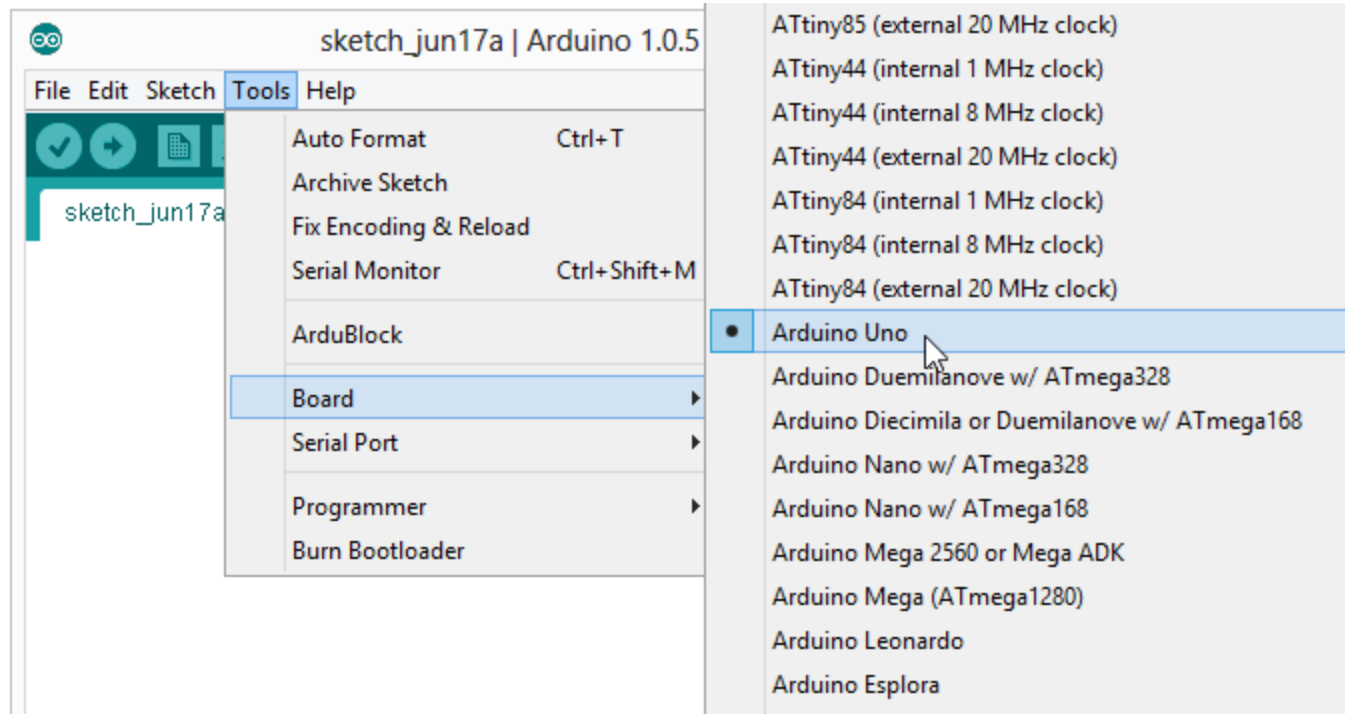 sketch_jun17a | Arduino 1.0.5
File Edit Sketch Tools Help
sketch_jun17a
Auto Format Ctrl+T
Archive Sketch
Fix Encoding & Reload
Serial Monitor Ctrl+Shift+M
ArduBlock
Board
Serial Port
Programmer
Burn Bootloader
ATtiny85 (external 20 MHz clock)
ATtiny44 (internal 1 MHz clock)
ATtiny44 (internal 8 MHz clock)
ATtiny44 (external 20 MHz clock)
ATtiny84 (internal 1 MHz clock)
ATtiny84 (internal 8 MHz clock)
ATtiny84 (external 20 MHz clock)
Arduino Uno
Arduino Duemilanove w/ ATmega328
Arduino Diecimila or Duemilanove w/ ATmega168
Arduino Nano w/ ATmega328
Arduino Nano w/ ATmega168
Arduino Mega 2560 or Mega ADK
Arduino Mega (ATmega1280)
Arduino Leonardo
Arduino Esplora